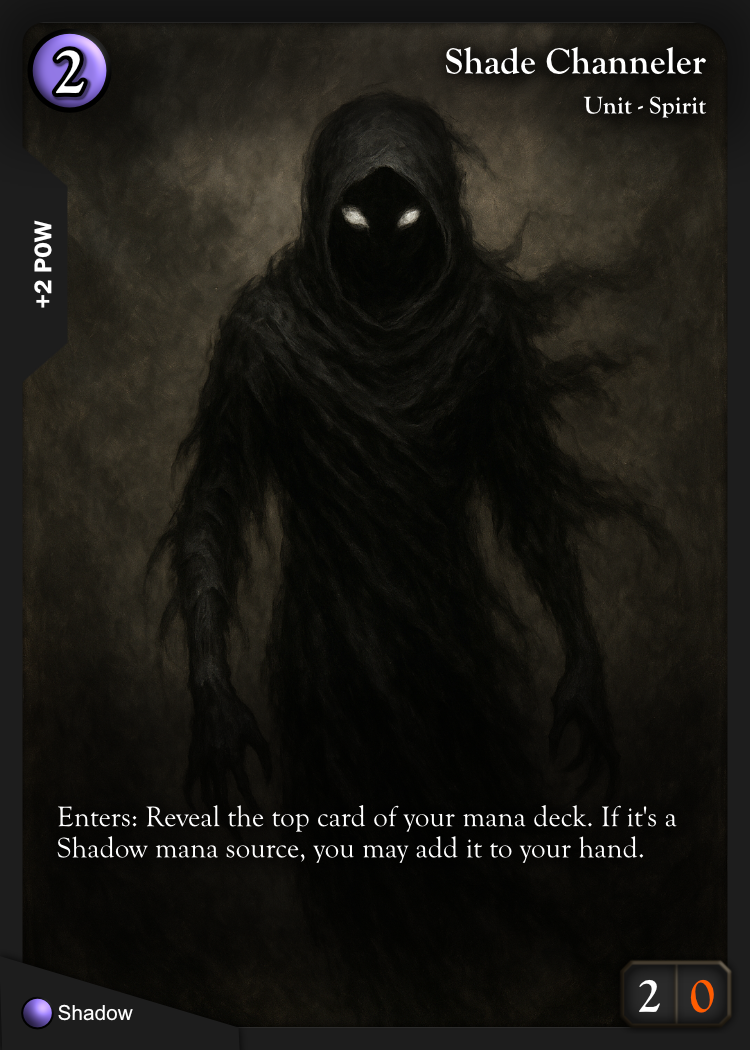 2
Shade Channeler
Unit - Spirit
+2 POW
Enters: Reveal the top card of your mana deck. If it's a
Shadow mana source, you may add it to your hand.
Shadow
2 0